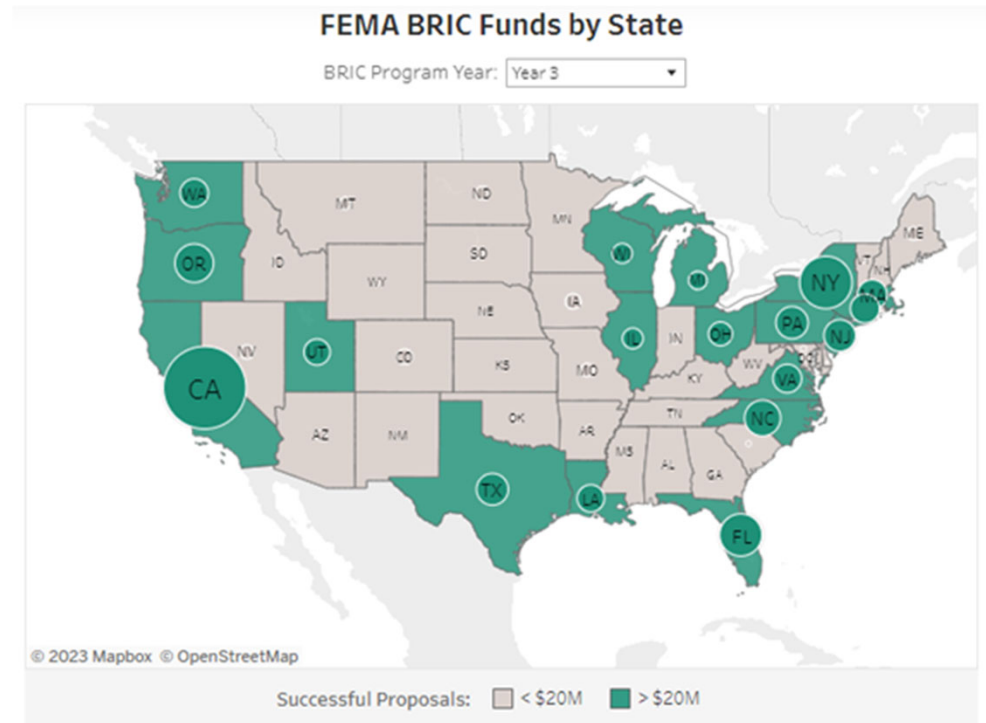 FEMA BRIC Funds by State
BRIC Program Year: Year 3
WA
MT
ND
MN
ME
OR
ID
SD
WI
VT
NH
WY
MI
NY
MA
NE
IA
PA
NJ
NV
UT
CO
KS
MO
IL
IN
OH
WV
VA
CA
KY
NC
AZ
NM
OK
AR
TN
MS
AL
GA
TX
LA
FL
© 2023 Mapbox © OpenStreetMap
Successful Proposals: < $20M > $20M